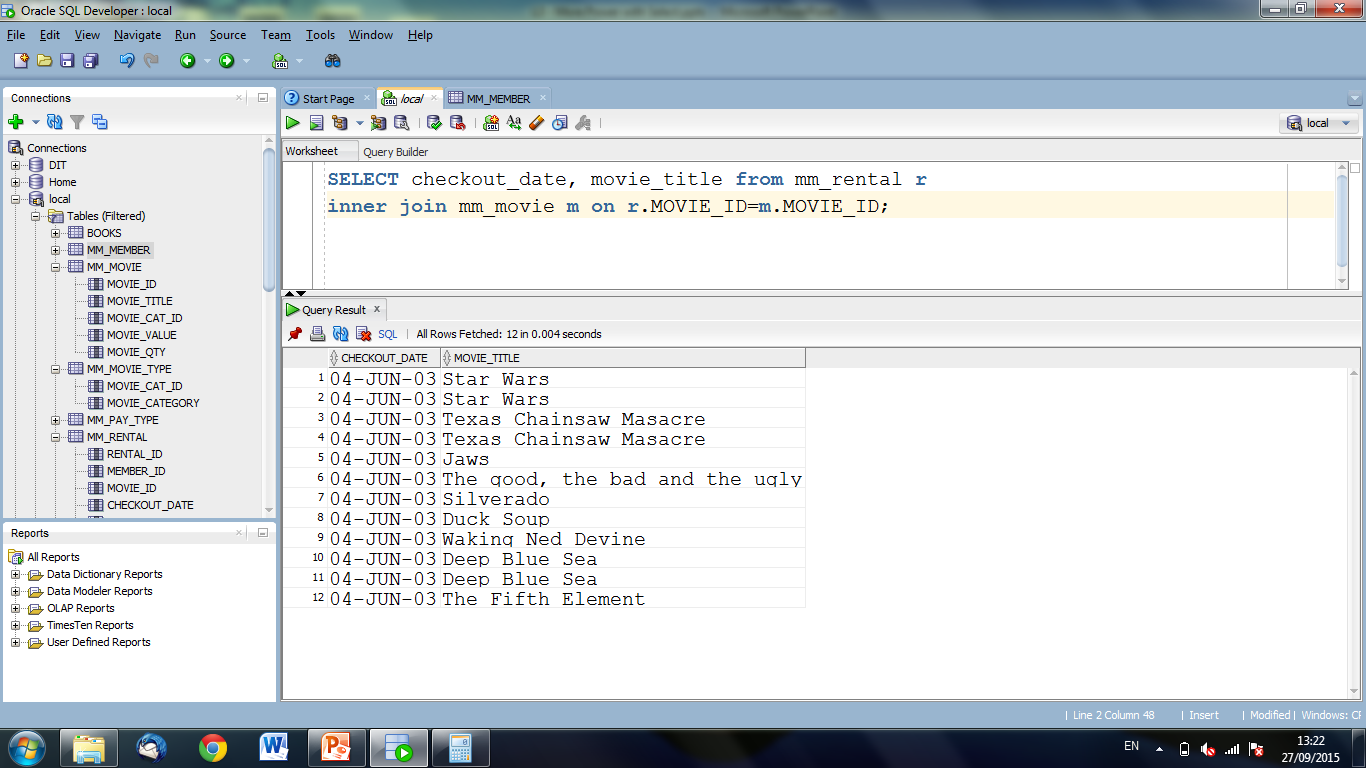 Oracle SQL Developer : local
File Edit View Navigate Run Source Team Tools Window Help
Connections
Connections
DIT
Home
local
Tables (Filtered)
BOOKS
MM_MEMBER
MM_MOVIE
MOVIE_ID
MOVIE_TITLE
MOVIE_CAT_ID
MOVIE_VALUE
MOVIE_QTY
MM_MOVIE_TYPE
MOVIE_CAT_ID
MOVIE_CATEGORY
MM_PAY_TYPE
MM_RENTAL
RENTAL_ID
MEMBER_ID
MOVIE_ID
CHECKOUT_DATE
Reports
All Reports
Data Dictionary Reports
Data Modeler Reports
OLAP Reports
TimesTen Reports
User Defined Reports
Start Page local MM_MEMBER
local
Worksheet Query Builder
SELECT checkout_date, movie_title from mm_rental r
inner join mm_movie m on r.MOVIE_ID=m.MOVIE_ID;
Query Result x
SQL | All Rows Fetched: 12 in 0.004 seconds
CHECKOUT_DATE MOVIE_TITLE
1 04-JUN-03 Star Wars
2 04-JUN-03 Star Wars
3 04-JUN-03 Texas Chainsaw Masacre
4 04-JUN-03 Texas Chainsaw Masacre
5 04-JUN-03 Jaws
6 04-JUN-03 The good, the bad and the ugly
7 04-JUN-03 Silverado
8 04-JUN-03 Duck Soup
9 04-JUN-03 Waking Ned Devine
10 04-JUN-03 Deep Blue Sea
11 04-JUN-03 Deep Blue Sea
12 04-JUN-03 The Fifth Element
| Line 2 Column 48 | Insert | Modified | Windows: CF
EN 13:22
27/09/2015